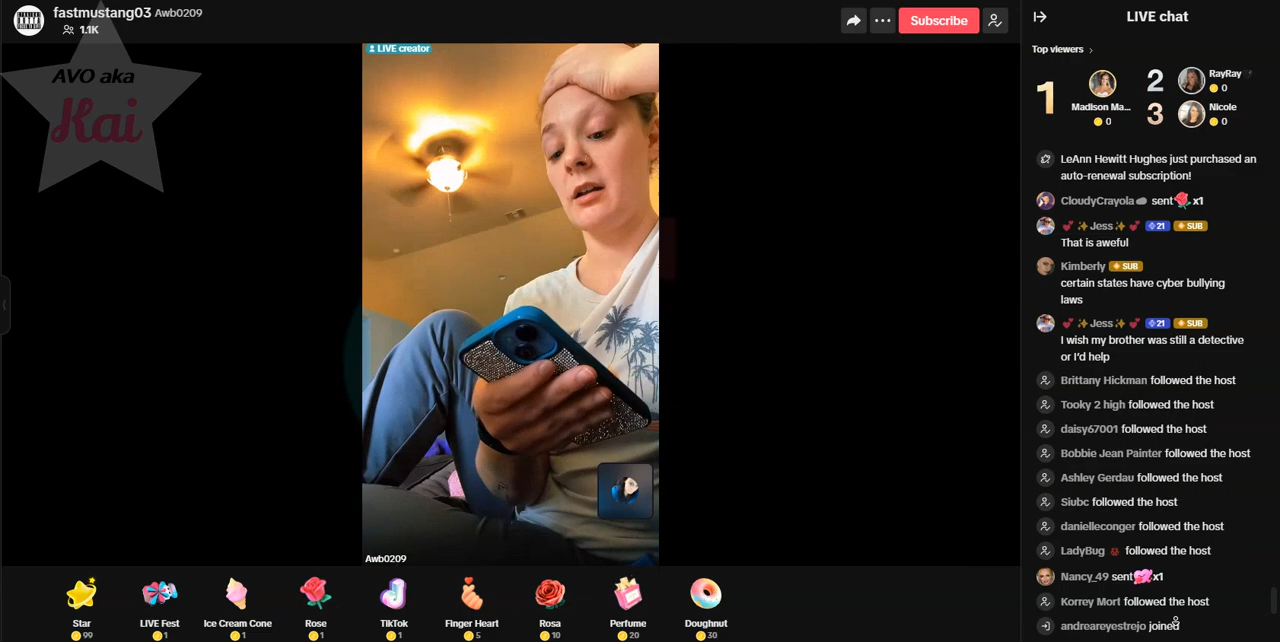 fastmustang03 Awb0209
1.1K
Subscribe
AVO aka
Kai
LIVE creator
Awb0209
Star
99
LIVE Fest
1
Ice Cream Cone
1
Rose
1
TikTok
1
Finger Heart
5
Rosa
10
Perfume
20
Doughnut
30
LIVE chat
Top viewers
1
Madison Ma...
0
2
RayRay
0
3
Nicole
0
LeAnn Hewitt Hughes just purchased an
auto-renewal subscription!
CloudyCrayola sent x1
Jess 21 SUB
That is aweful
Kimberly SUB
certain states have cyber bullying
laws
Jess 21 SUB
I wish my brother was still a detective
or I'd help
Brittany Hickman followed the host
Tooky 2 high followed the host
daisy67001 followed the host
Bobbie Jean Painter followed the host
Ashley Gerdau followed the host
Siubc followed the host
danielleconger followed the host
LadyBug followed the host
Nancy_49 sent x1
Korrey Mort followed the host
andreareyestrejo joined